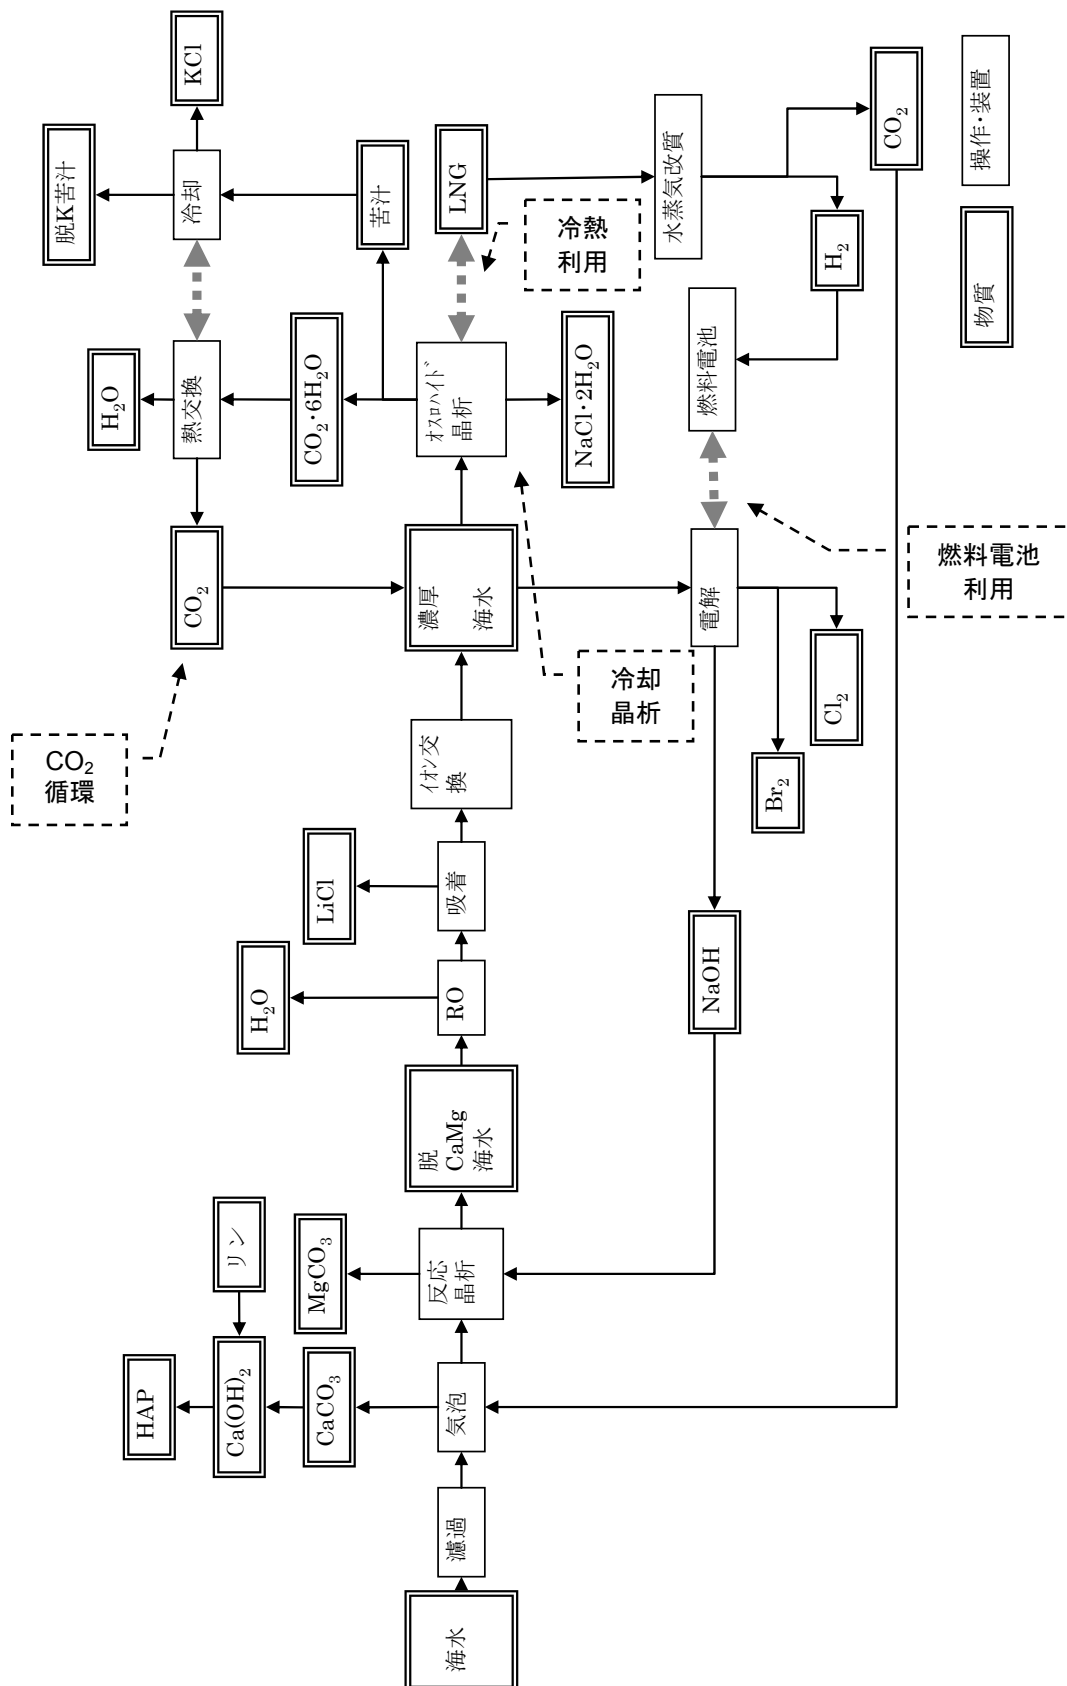 海水
濾過
気泡
CaCO₃
Ca(OH)₂
HAP
リン
反応
晶析
MgCO₃
脱
CaMg
海水
RO
H₂O
吸着
LiCl
イオン交
換
濃厚
海水
CO₂
熱交換
H₂O
CO₂・6H₂O
オスロハイド
晶析
NaCl・2H₂O
苦汁
冷却
脱K苦汁
KCl
LNG
水蒸気改質
CO₂
H₂
燃料電池
電解
Cl₂
Br₂
NaOH
CO₂
循環
冷却
晶析
冷熱
利用
燃料電池
利用
物質
操作・装置